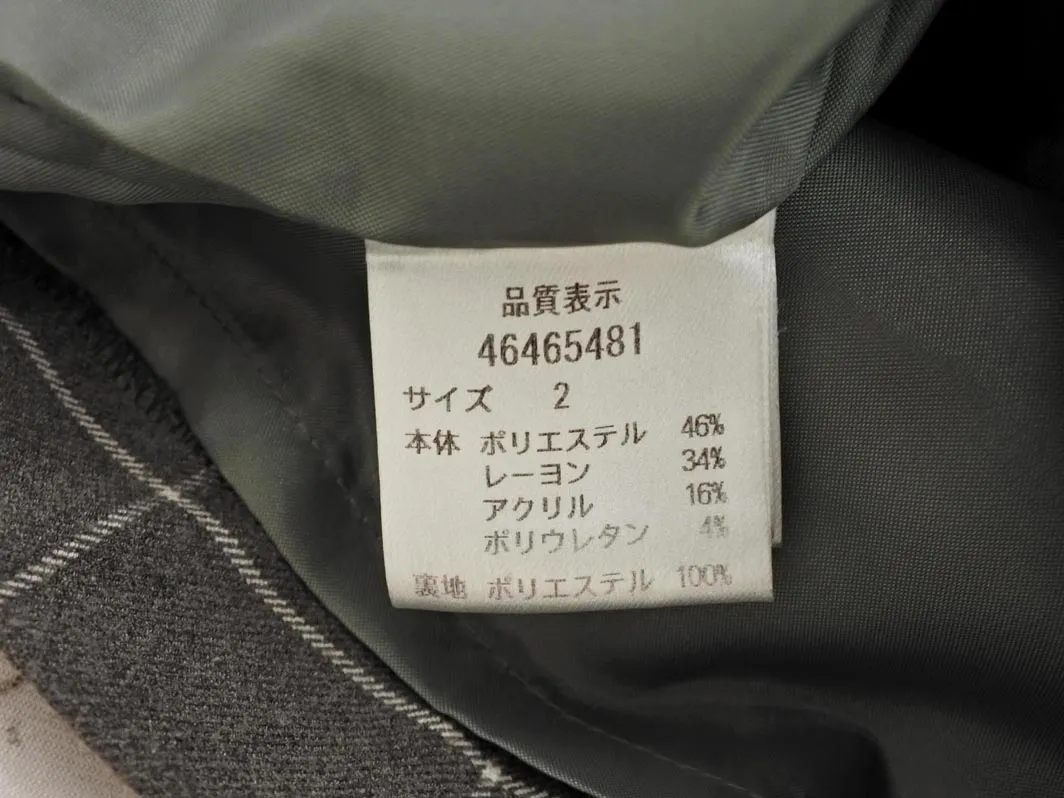 品質表示
46465481
サイズ 2
本体 ポリエステル 46%
レーヨン 34%
アクリル 16%
ポリウレタン 4%
裏地 ポリエステル 100%